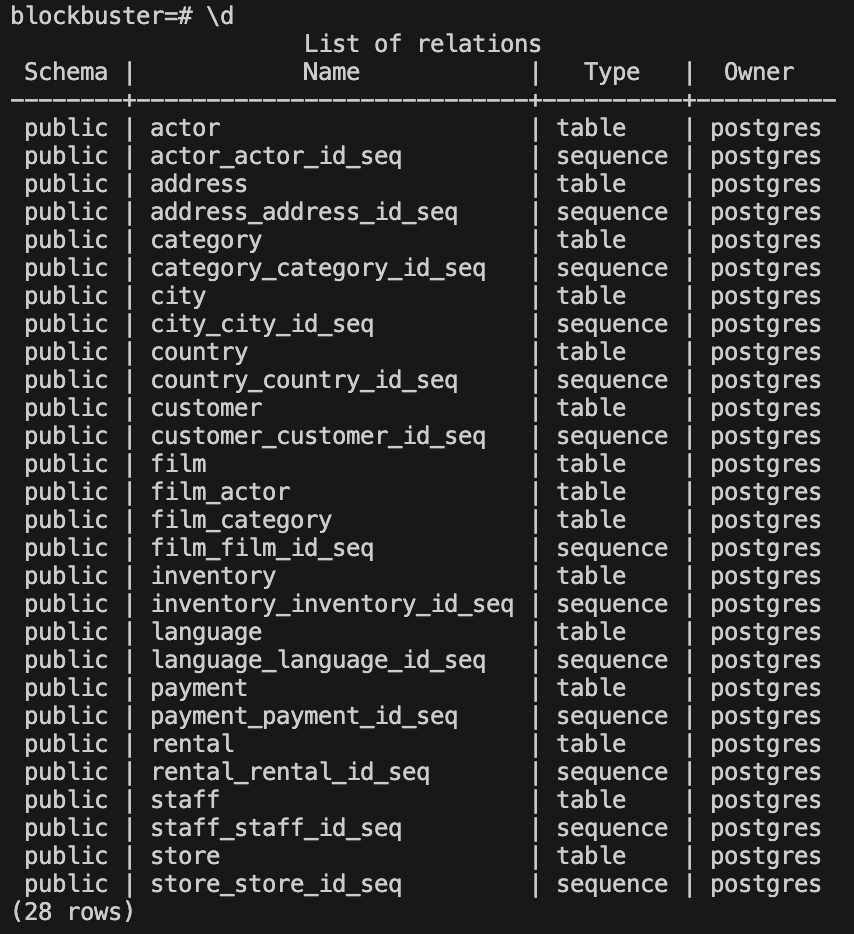 blockbuster=# \d
                     List of relations
 Schema |            Name            |   Type   |  Owner
--------+----------------------------+----------+----------
 public | actor                      | table    | postgres
 public | actor_actor_id_seq         | sequence | postgres
 public | address                    | table    | postgres
 public | address_address_id_seq     | sequence | postgres
 public | category                   | table    | postgres
 public | category_category_id_seq   | sequence | postgres
 public | city                       | table    | postgres
 public | city_city_id_seq           | sequence | postgres
 public | country                    | table    | postgres
 public | country_country_id_seq     | sequence | postgres
 public | customer                   | table    | postgres
 public | customer_customer_id_seq   | sequence | postgres
 public | film                       | table    | postgres
 public | film_actor                 | table    | postgres
 public | film_category              | table    | postgres
 public | film_film_id_seq           | sequence | postgres
 public | inventory                  | table    | postgres
 public | inventory_inventory_id_seq | sequence | postgres
 public | language                   | table    | postgres
 public | language_language_id_seq   | sequence | postgres
 public | payment                    | table    | postgres
 public | payment_payment_id_seq     | sequence | postgres
 public | rental                     | table    | postgres
 public | rental_rental_id_seq       | sequence | postgres
 public | staff                      | table    | postgres
 public | staff_staff_id_seq         | sequence | postgres
 public | store                      | table    | postgres
 public | store_store_id_seq         | sequence | postgres
(28 rows)